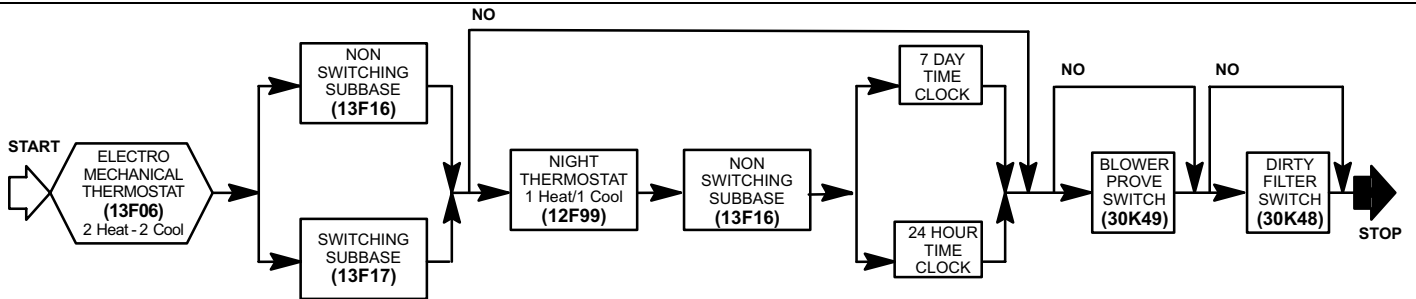 START
ELECTRO
MECHANICAL
THERMOSTAT
(13F06)
2 Heat - 2 Cool
NON
SWITCHING
SUBBASE
(13F16)
SWITCHING
SUBBASE
(13F17)
NO
NIGHT
THERMOSTAT
1 Heat/1 Cool
(12F99)
NON
SWITCHING
SUBBASE
(13F16)
7 DAY
TIME
CLOCK
24 HOUR
TIME
CLOCK
NO
BLOWER
PROVE
SWITCH
(30K49)
NO
DIRTY
FILTER
SWITCH
(30K48)
STOP